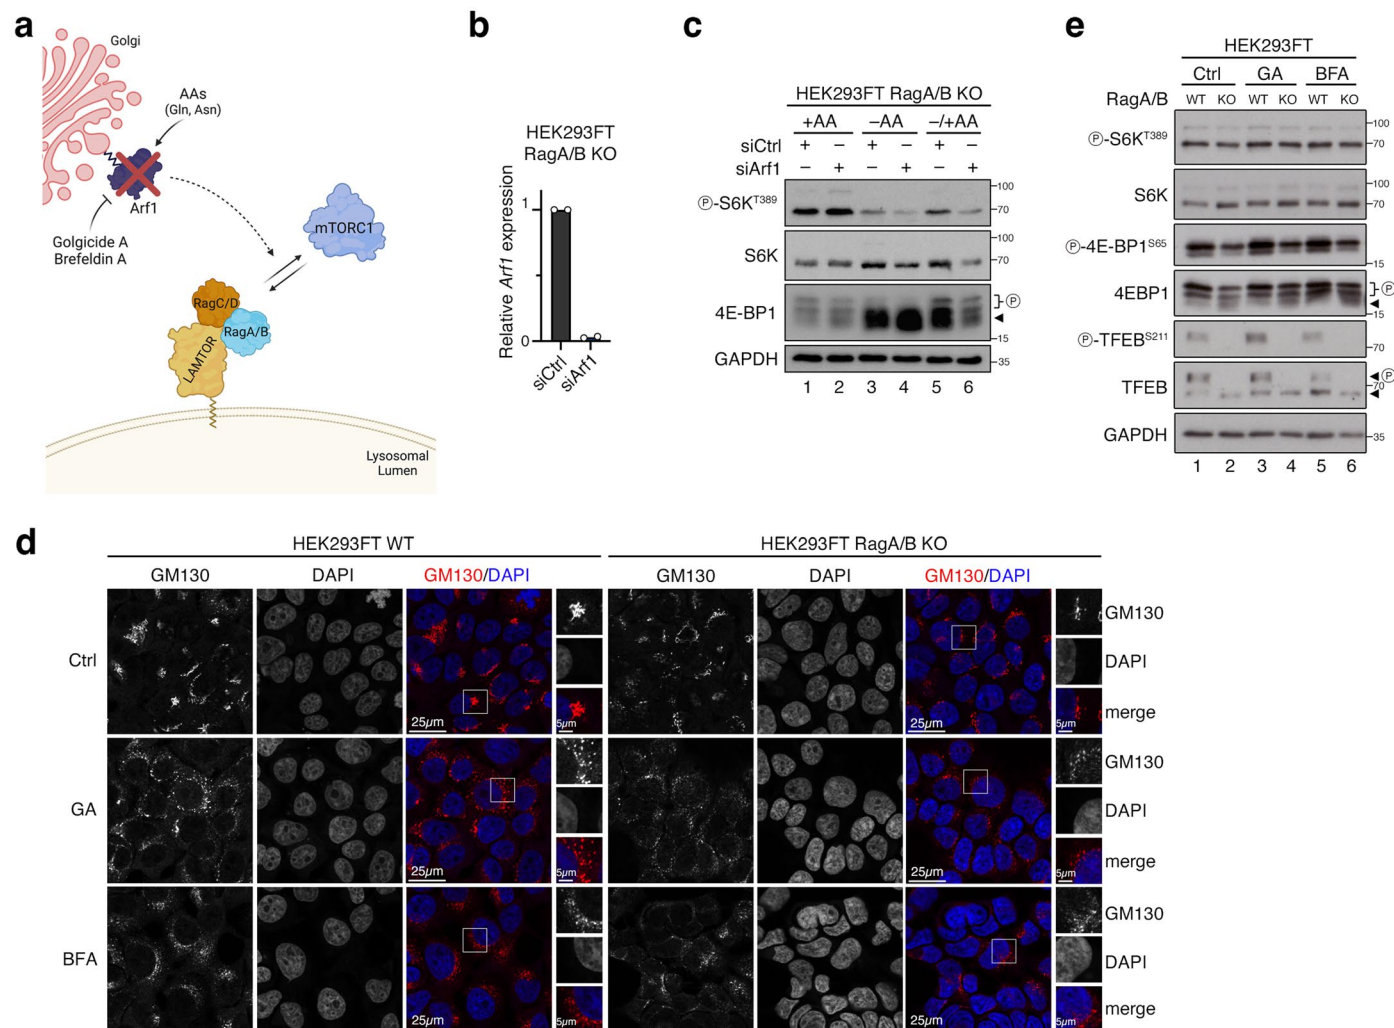 a
Golgi
AAs
(Gln, Asn)
Arf1
Golgicide A
Brefeldin A
mTORC1
RagC/D
RagA/B
LAMTOR
Lysosomal
Lumen
b
HEK293FT
RagA/B KO
Relative Arf1 expression
1
0
siCtrl
siArf1
c
HEK293FT RagA/B KO
+AA –AA –/+AA
siCtrl + – + – + –
siArf1 – + – + – +
Ⓟ-S6KT389
100
70
S6K
100
70
4E-BP1
Ⓟ
15
GAPDH
35
1 2 3 4 5 6
e
HEK293FT
Ctrl GA BFA
RagA/B WT KO WT KO WT KO
Ⓟ-S6KT389
100
70
S6K
100
70
Ⓟ-4E-BP1S65
15
4EBP1
Ⓟ
15
Ⓟ-TFEBS211
70
TFEB
Ⓟ
70
GAPDH
35
1 2 3 4 5 6
d
HEK293FT WT HEK293FT RagA/B KO
GM130 DAPI GM130/DAPI GM130 DAPI GM130/DAPI
Ctrl
25µm
5µm
25µm
5µm
GM130
DAPI
merge
GA
25µm
5µm
25µm
5µm
GM130
DAPI
merge
BFA
25µm
5µm
25µm
5µm
GM130
DAPI
merge